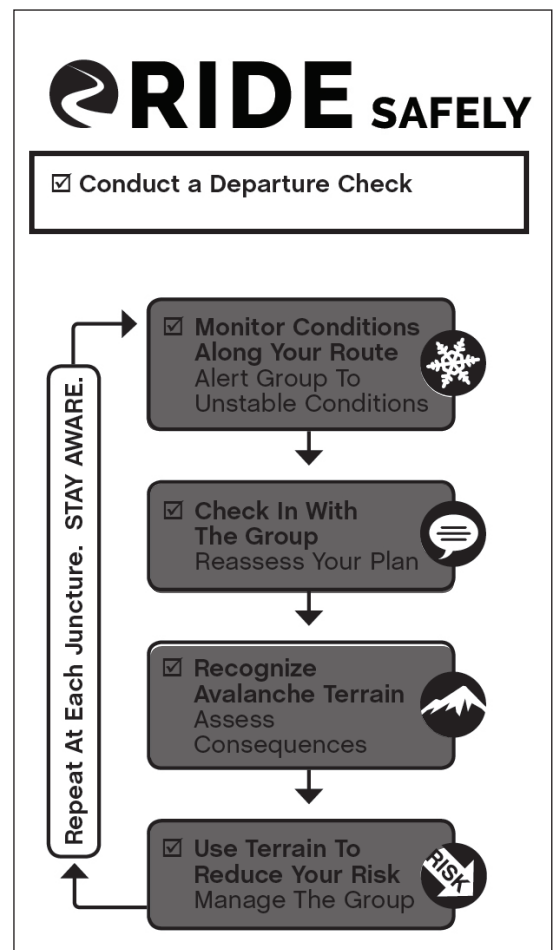 RIDE SAFELY
☑ Conduct a Departure Check
☑ Monitor Conditions
Along Your Route
Alert Group To
Unstable Conditions
☑ Check In With
The Group
Reassess Your Plan
☑ Recognize
Avalanche Terrain
Assess
Consequences
☑ Use Terrain To
Reduce Your Risk
Manage The Group
RISK
Repeat At Each Juncture. STAY AWARE.